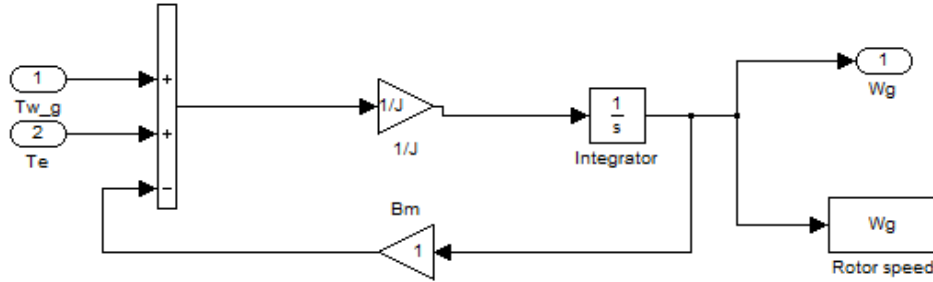 1
Tw_g
2
Te
+
+
−
1/J
1/J
1
s
Integrator
1
Wg
Bm
1
Wg
Rotor speed